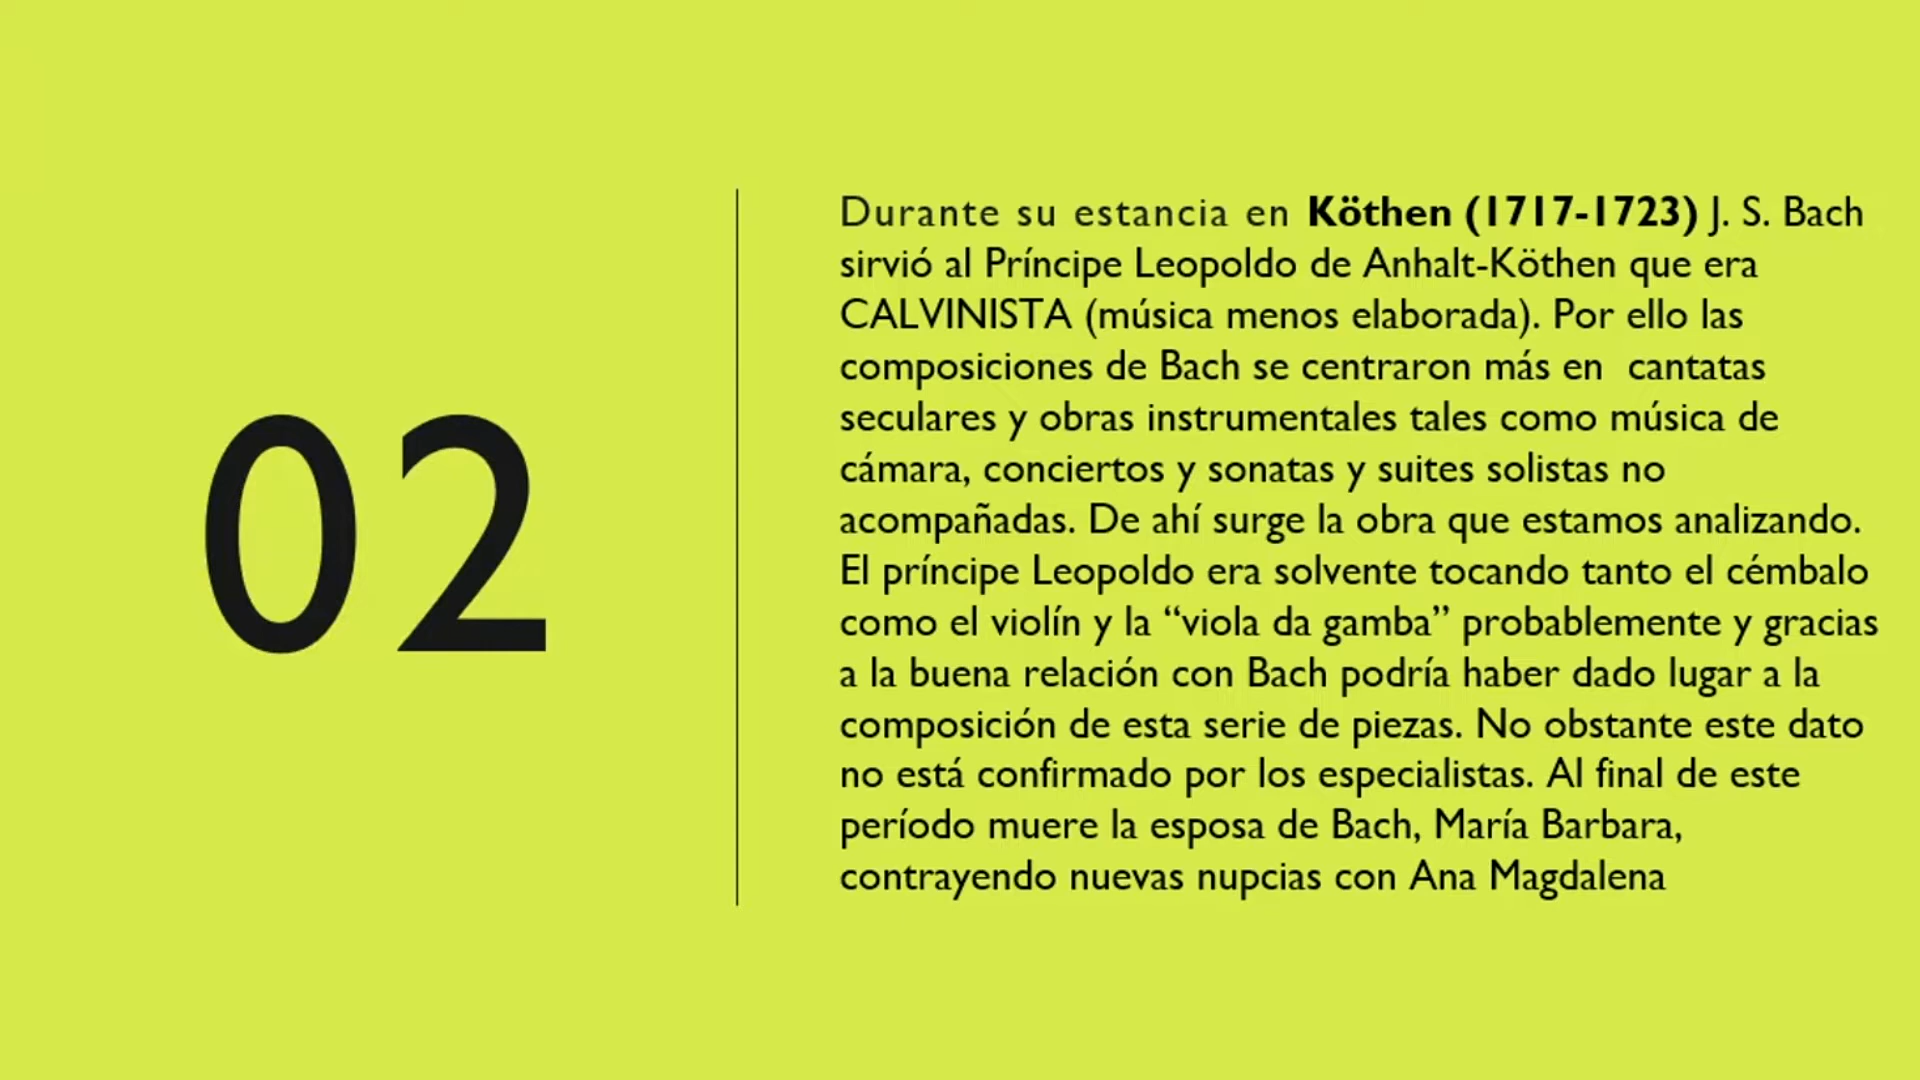 02
Durante su estancia en Köthen (1717-1723) J. S. Bach
sirvió al Príncipe Leopoldo de Anhalt-Köthen que era
CALVINISTA (música menos elaborada). Por ello las
composiciones de Bach se centraron más en  cantatas
seculares y obras instrumentales tales como música de
cámara, conciertos y sonatas y suites solistas no
acompañadas. De ahí surge la obra que estamos analizando.
El príncipe Leopoldo era solvente tocando tanto el cémbalo
como el violín y la “viola da gamba” probablemente y gracias
a la buena relación con Bach podría haber dado lugar a la
composición de esta serie de piezas. No obstante este dato
no está confirmado por los especialistas. Al final de este
período muere la esposa de Bach, María Barbara,
contrayendo nuevas nupcias con Ana Magdalena